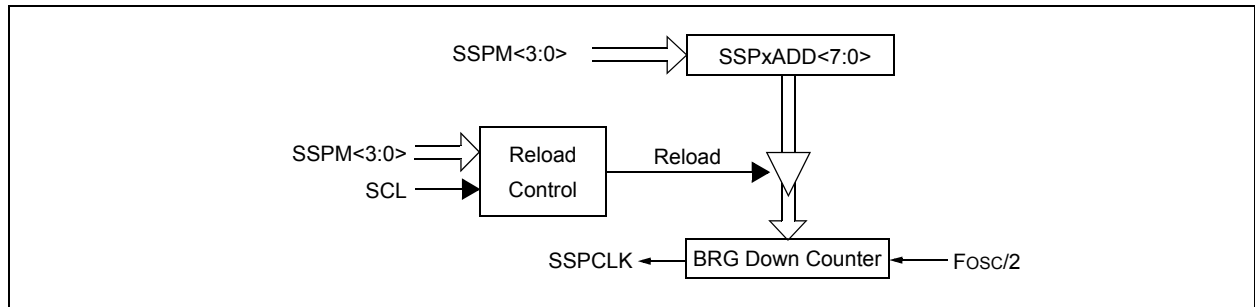 SSPM<3:0>
SSPxADD<7:0>
SSPM<3:0>
SCL
Reload
Control
Reload
SSPCLK
BRG Down Counter
FOSC/2